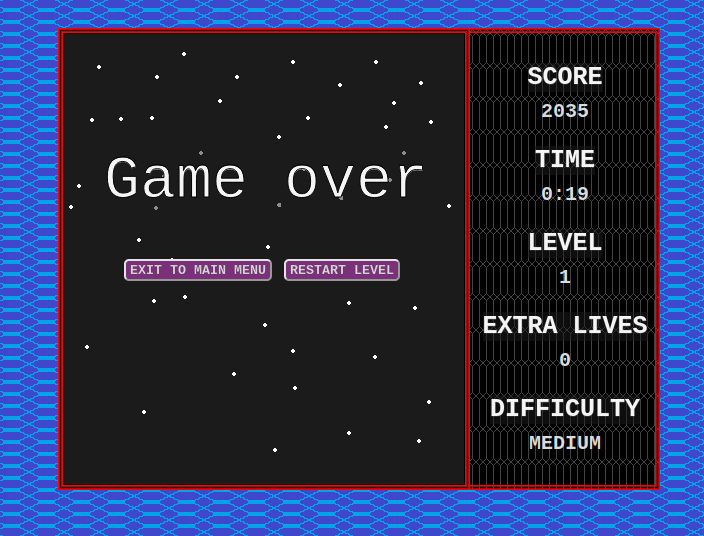 Game over
EXIT TO MAIN MENU
RESTART LEVEL
SCORE
2035
TIME
0:19
LEVEL
1
EXTRA LIVES
0
DIFFICULTY
MEDIUM